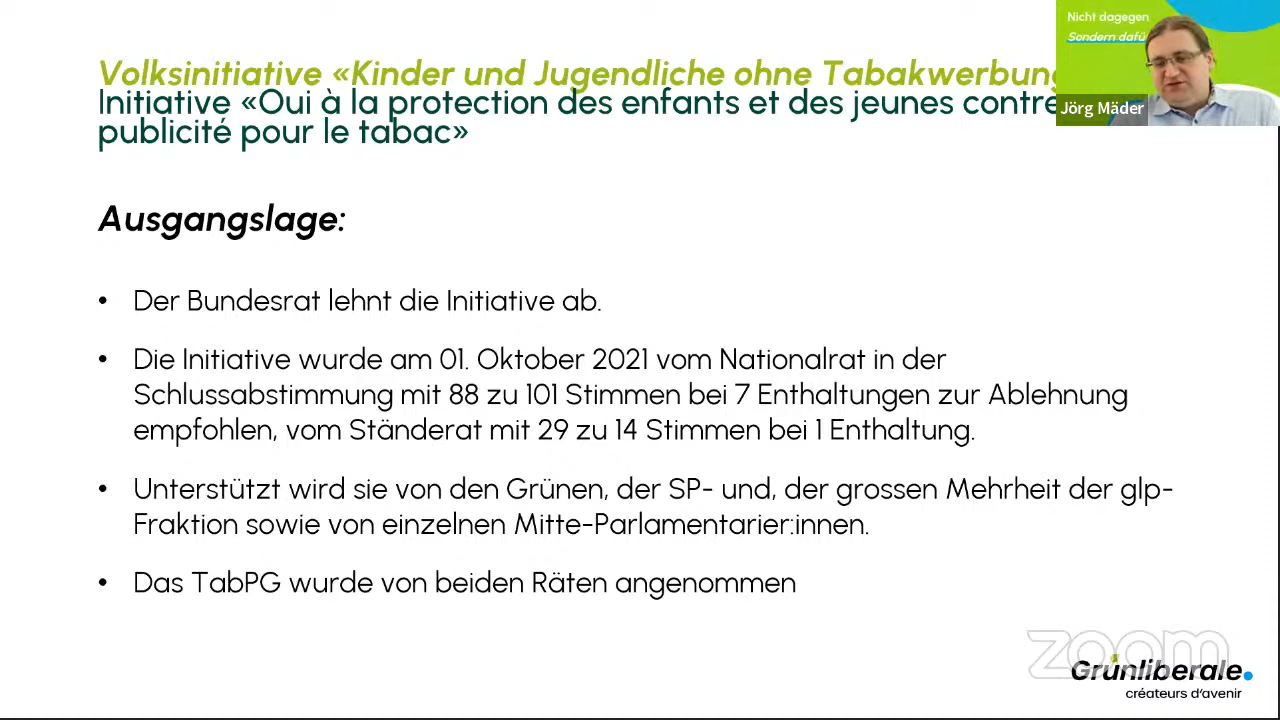 Volksinitiative «Kinder und Jugendliche ohne Tabakwerbung
Initiative «Oui à la protection des enfants et des jeunes contre
publicité pour le tabac»
Nicht dagegen
Sondern dafü
Jörg Mäder
Ausgangslage:
• Der Bundesrat lehnt die Initiative ab.
• Die Initiative wurde am 01. Oktober 2021 vom Nationalrat in der
Schlussabstimmung mit 88 zu 101 Stimmen bei 7 Enthaltungen zur Ablehnung
empfohlen, vom Ständerat mit 29 zu 14 Stimmen bei 1 Enthaltung.
• Unterstützt wird sie von den Grünen, der SP- und, der grossen Mehrheit der glp-
Fraktion sowie von einzelnen Mitte-Parlamentarier:innen.
• Das TabPG wurde von beiden Räten angenommen
zoom
Grünliberale.
créateurs d'avenir